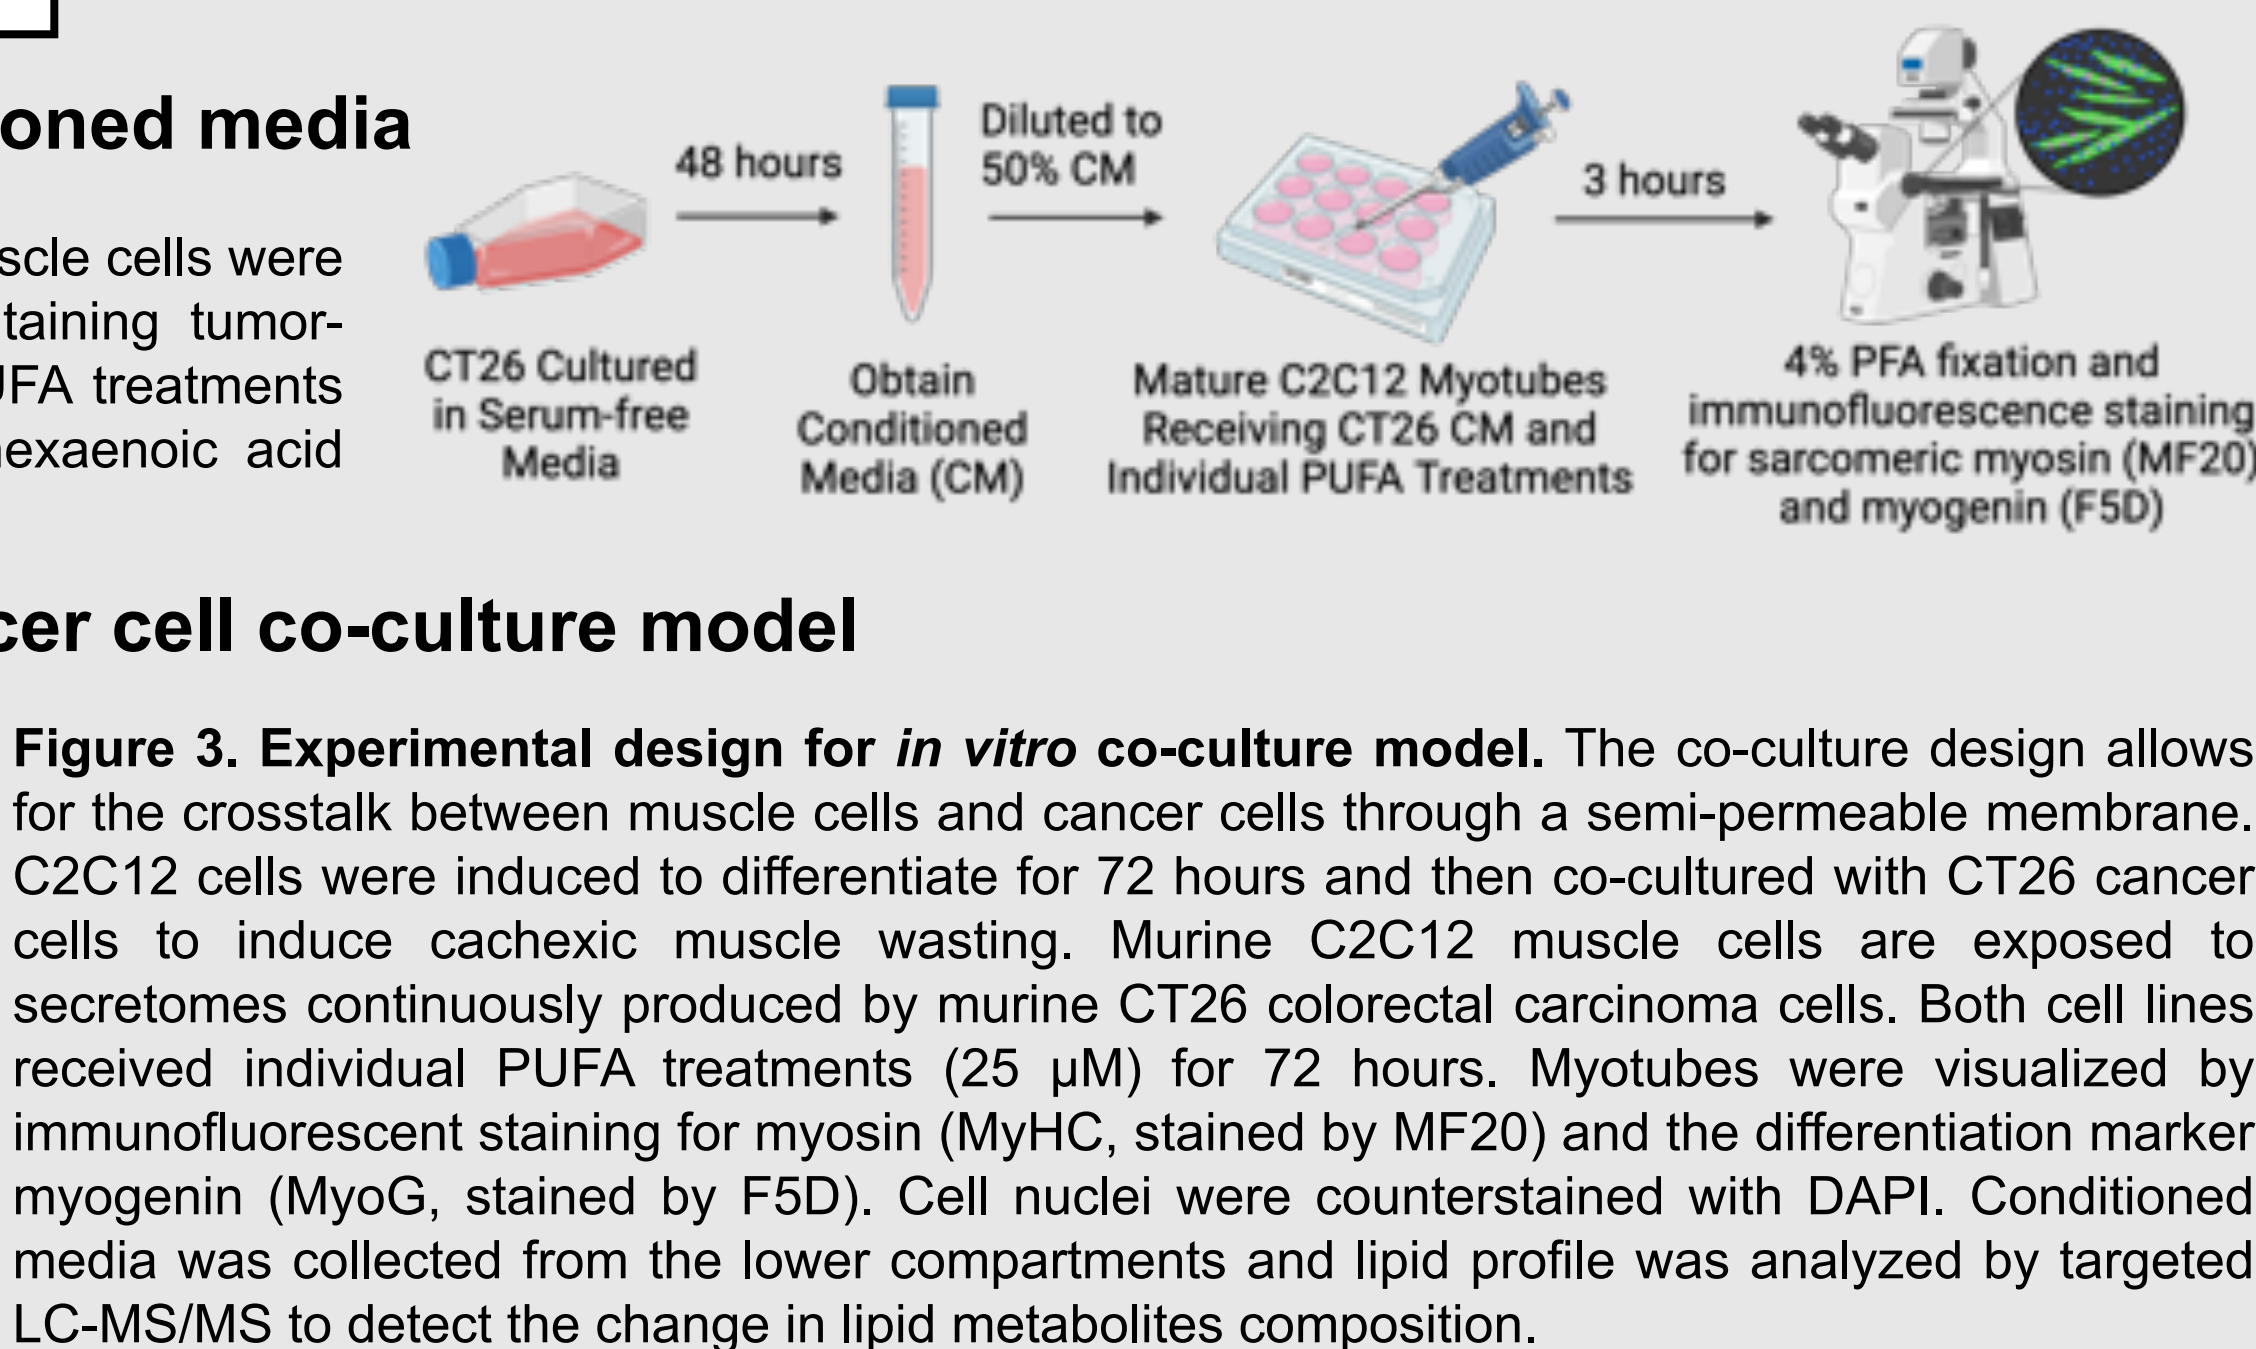 oned media
scle cells were
taining tumor-
UFA treatments
nexaenoic acid
48 hours
Diluted to
50% CM
3 hours
CT26 Cultured
in Serum-free
Media
Obtain
Conditioned
Media (CM)
Mature C2C12 Myotubes
Receiving CT26 CM and
Individual PUFA Treatments
4% PFA fixation and
immunofluorescence staining
for sarcomeric myosin (MF20)
and myogenin (F5D)
cer cell co-culture model
Figure 3. Experimental design for in vitro co-culture model. The co-culture design allows
for the crosstalk between muscle cells and cancer cells through a semi-permeable membrane.
C2C12 cells were induced to differentiate for 72 hours and then co-cultured with CT26 cancer
cells to induce cachexic muscle wasting. Murine C2C12 muscle cells are exposed to
secretomes continuously produced by murine CT26 colorectal carcinoma cells. Both cell lines
received individual PUFA treatments (25 μM) for 72 hours. Myotubes were visualized by
immunofluorescent staining for myosin (MyHC, stained by MF20) and the differentiation marker
myogenin (MyoG, stained by F5D). Cell nuclei were counterstained with DAPI. Conditioned
media was collected from the lower compartments and lipid profile was analyzed by targeted
LC-MS/MS to detect the change in lipid metabolites composition.